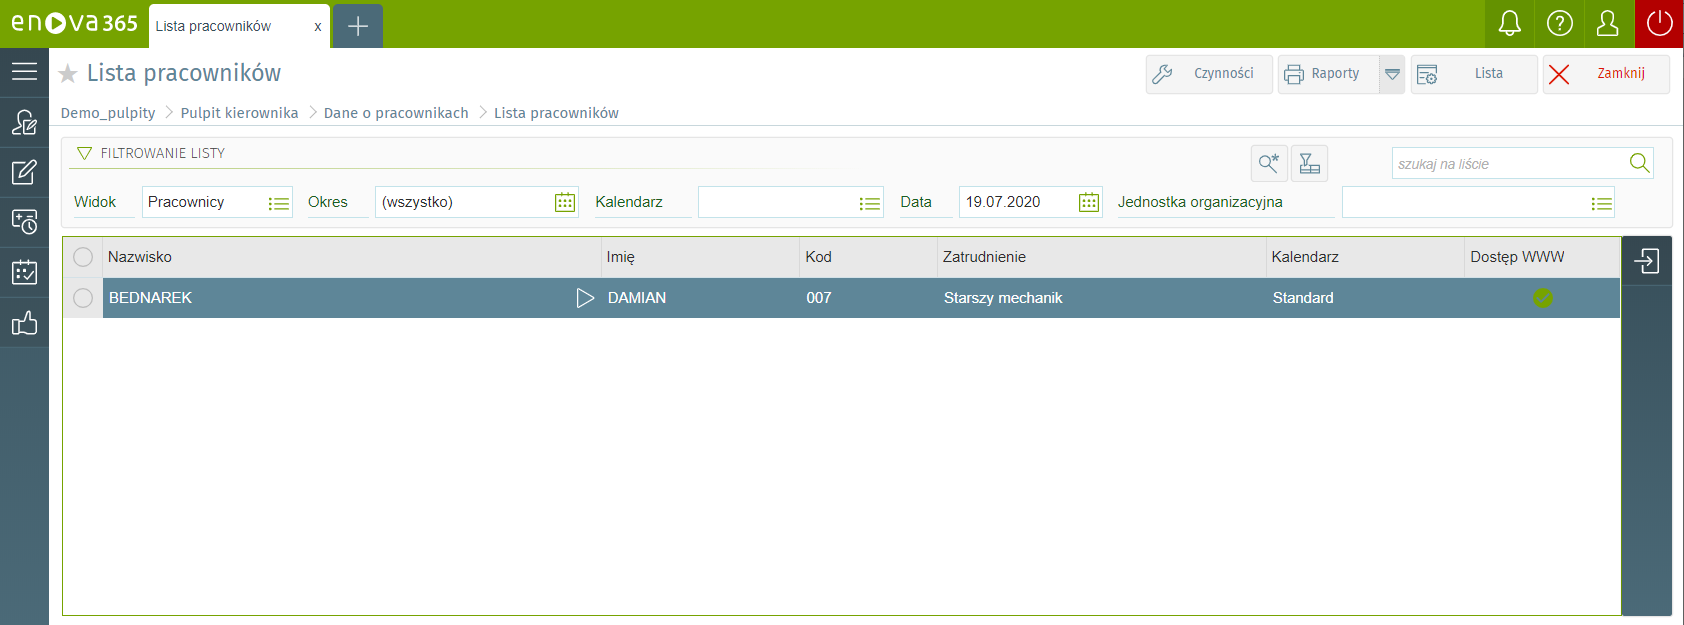 enova365
Lista pracowników x
Lista pracowników
Czynności Raporty Lista Zamknij
Demo_pulpity Pulpit kierownika Dane o pracownikach Lista pracowników
FILTROWANIE LISTY
szukaj na liście
Widok Pracownicy Okres (wszystko) Kalendarz Data 19.07.2020 Jednostka organizacyjna
Nazwisko Imię Kod Zatrudnienie Kalendarz Dostęp WWW
BEDNAREK DAMIAN 007 Starszy mechanik Standard